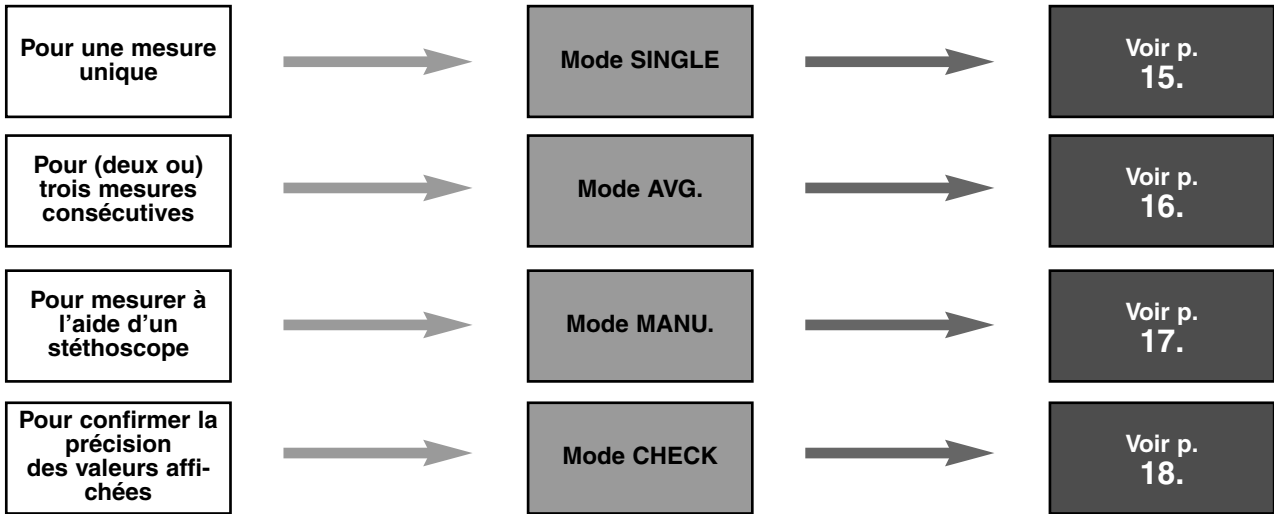 Pour une mesure
unique
Mode SINGLE
Voir p.
15.
Pour (deux ou)
trois mesures
consécutives
Mode AVG.
Voir p.
16.
Pour mesurer à
l'aide d'un
stéthoscope
Mode MANU.
Voir p.
17.
Pour confirmer la
précision
des valeurs affi-
chées
Mode CHECK
Voir p.
18.